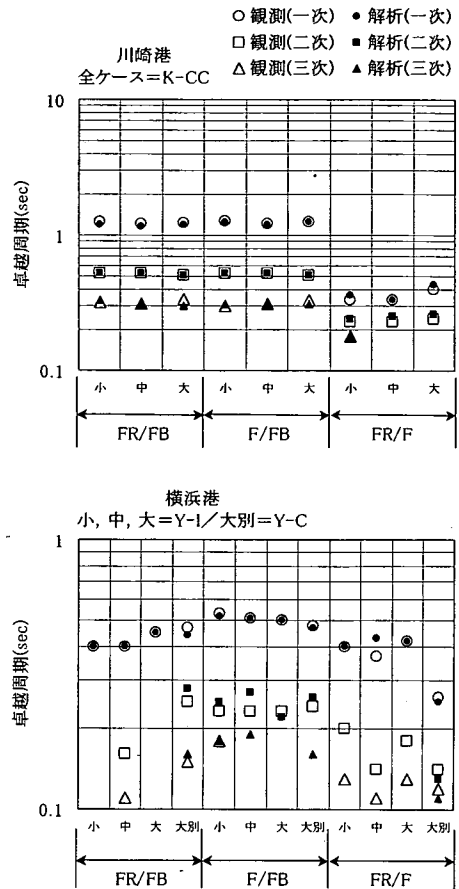 ○ 観測(一次) ● 解析(一次)
□ 観測(二次) ■ 解析(二次)
△ 観測(三次) ▲ 解析(三次)
川崎港
全ケース=K-CC
卓越周期(sec)
10
1
0.1
小 中 大 小 中 大 小 中 大
FR/FB F/FB FR/F
横浜港
小, 中, 大=Y-I/大別=Y-C
卓越周期(sec)
1
0.1
小 中 大 大別 小 中 大 大別 小 中 大 大別
FR/FB F/FB FR/F